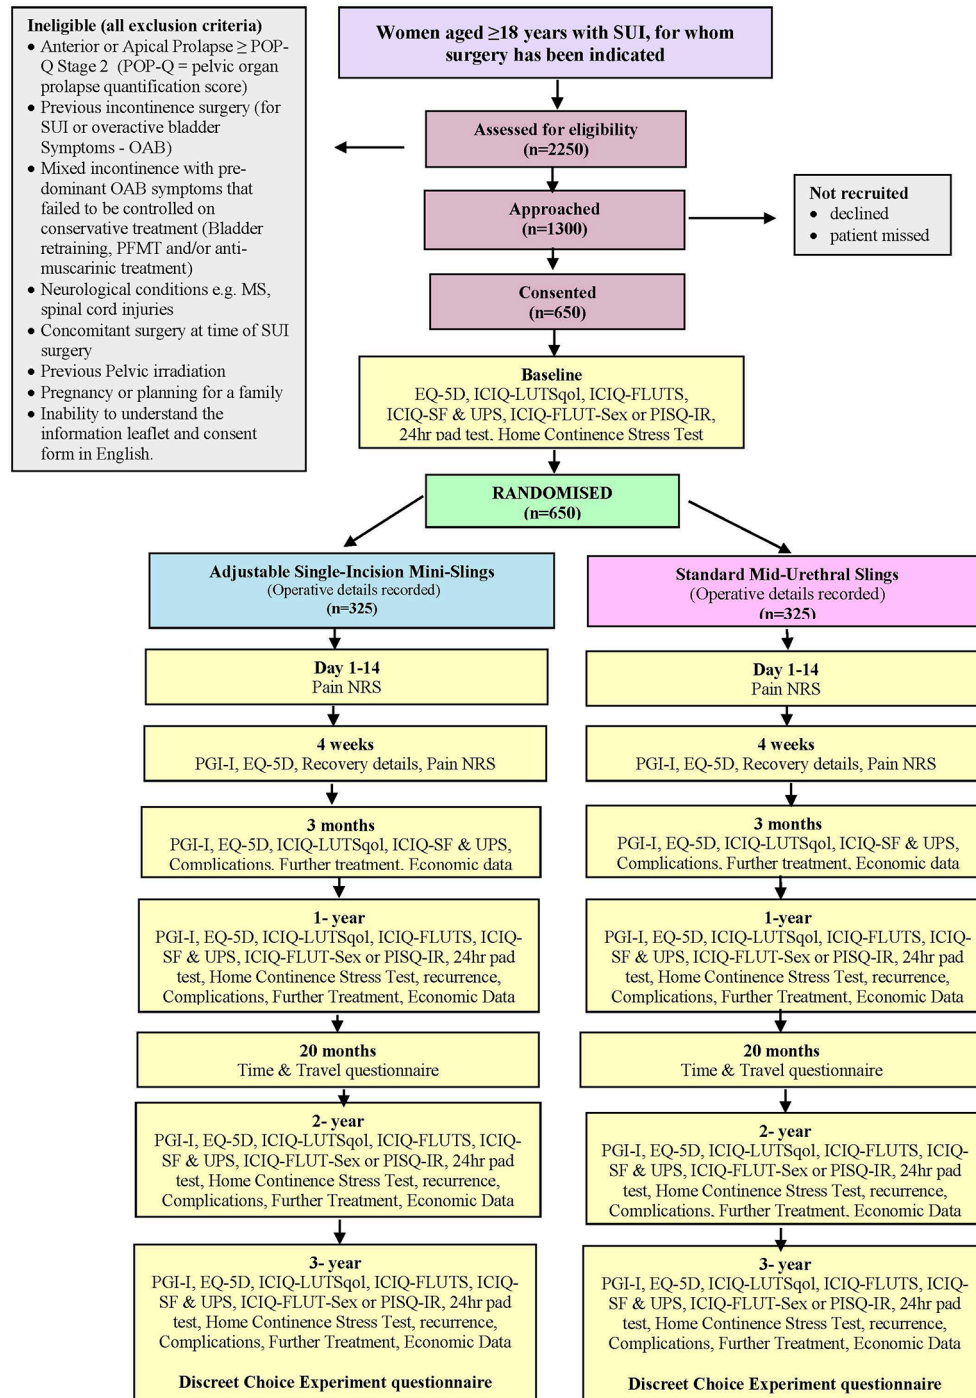 Ineligible (all exclusion criteria)
• Anterior or Apical Prolapse ≥ POP-
Q Stage 2 (POP-Q = pelvic organ
prolapse quantification score)
• Previous incontinence surgery (for
SUI or overactive bladder
Symptoms - OAB)
• Mixed incontinence with pre-
dominant OAB symptoms that
failed to be controlled on
conservative treatment (Bladder
retraining, PFMT and/or anti-
muscarinic treatment)
• Neurological conditions e.g. MS,
spinal cord injuries
• Concomitant surgery at time of SUI
surgery
• Previous Pelvic irradiation
• Pregnancy or planning for a family
• Inability to understand the
information leaflet and consent
form in English.
Women aged ≥18 years with SUI, for whom
surgery has been indicated
Assessed for eligibility
(n=2250)
Approached
(n=1300)
Not recruited
• declined
• patient missed
Consented
(n=650)
Baseline
EQ-5D, ICIQ-LUTSqol, ICIQ-FLUTS,
ICIQ-SF & UPS, ICIQ-FLUT-Sex or PISQ-IR,
24hr pad test, Home Continence Stress Test
RANDOMISED
(n=650)
Adjustable Single-Incision Mini-Slings
(Operative details recorded)
(n=325)
Day 1-14
Pain NRS
4 weeks
PGI-I, EQ-5D, Recovery details, Pain NRS
3 months
PGI-I, EQ-5D, ICIQ-LUTSqol, ICIQ-SF & UPS,
Complications, Further treatment, Economic data
1- year
PGI-I, EQ-5D, ICIQ-LUTSqol, ICIQ-FLUTS, ICIQ-
SF & UPS, ICIQ-FLUT-Sex or PISQ-IR, 24hr pad
test, Home Continence Stress Test, recurrence,
Complications, Further Treatment, Economic Data
20 months
Time & Travel questionnaire
2- year
PGI-I, EQ-5D, ICIQ-LUTSqol, ICIQ-FLUTS, ICIQ-
SF & UPS, ICIQ-FLUT-Sex or PISQ-IR, 24hr pad
test, Home Continence Stress Test, recurrence,
Complications, Further Treatment, Economic Data
3- year
PGI-I, EQ-5D, ICIQ-LUTSqol, ICIQ-FLUTS, ICIQ-
SF & UPS, ICIQ-FLUT-Sex or PISQ-IR, 24hr pad
test, Home Continence Stress Test, recurrence,
Complications, Further Treatment, Economic Data
Discreet Choice Experiment questionnaire
Standard Mid-Urethral Slings
(Operative details recorded)
(n=325)
Day 1-14
Pain NRS
4 weeks
PGI-I, EQ-5D, Recovery details, Pain NRS
3 months
PGI-I, EQ-5D, ICIQ-LUTSqol, ICIQ-SF & UPS,
Complications, Further treatment, Economic data
1-year
PGI-I, EQ-5D, ICIQ-LUTSqol, ICIQ-FLUTS, ICIQ-
SF & UPS, ICIQ-FLUT-Sex or PISQ-IR, 24hr pad
test, Home Continence Stress Test, recurrence,
Complications, Further Treatment, Economic Data
20 months
Time & Travel questionnaire
2- year
PGI-I, EQ-5D, ICIQ-LUTSqol, ICIQ-FLUTS, ICIQ-
SF & UPS, ICIQ-FLUT-Sex or PISQ-IR, 24hr pad
test, Home Continence Stress Test, recurrence,
Complications, Further Treatment, Economic Data
3- year
PGI-I, EQ-5D, ICIQ-LUTSqol, ICIQ-FLUTS, ICIQ-
SF & UPS, ICIQ-FLUT-Sex or PISQ-IR, 24hr pad
test, Home Continence Stress Test, recurrence,
Complications, Further Treatment, Economic Data
Discreet Choice Experiment questionnaire